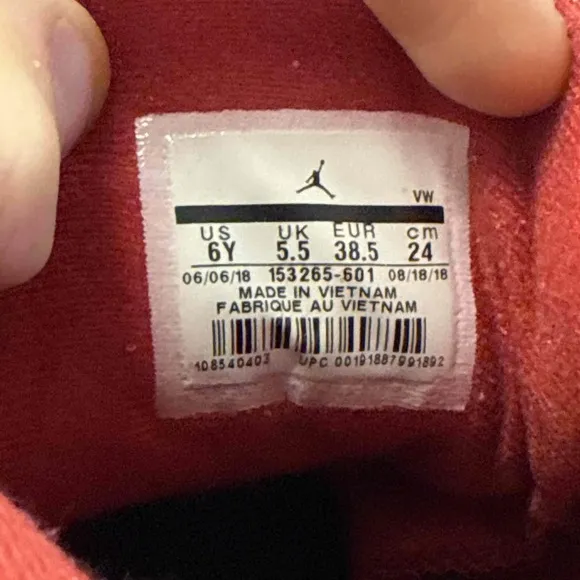 VW
US UK EUR cm
6Y 5.5 38.5 24
06/06/18 153265-601 08/18/18
MADE IN VIETNAM
FABRIQUE AU VIETNAM
108540403 UPC 00191887991892